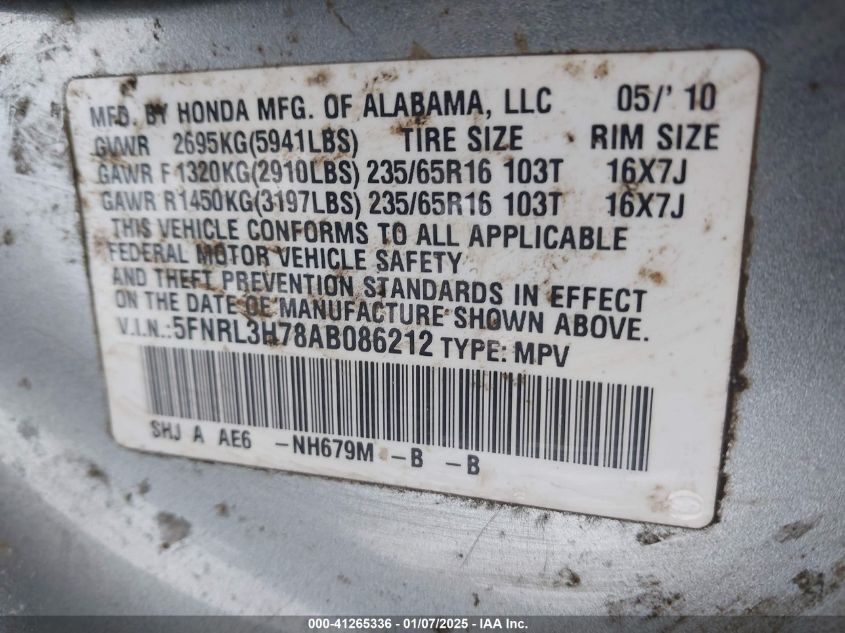 MFD. BY HONDA MFG. OF ALABAMA, LLC 05/'10
GVWR 2695KG(5941LBS) TIRE SIZE RIM SIZE
GAWR F 1320KG(2910LBS) 235/65R16 103T 16X7J
GAWR R1450KG(3197LBS) 235/65R16 103T 16X7J
THIS VEHICLE CONFORMS TO ALL APPLICABLE
FEDERAL MOTOR VEHICLE SAFETY
AND THEFT PREVENTION STANDARDS IN EFFECT
ON THE DATE OF MANUFACTURE SHOWN ABOVE.
V.I.N.:5FNRL3H78AB086212 TYPE: MPV
SHJ A AE6 -NH679M -B -B
000-41265336 - 01/07/2025 - IAA Inc.